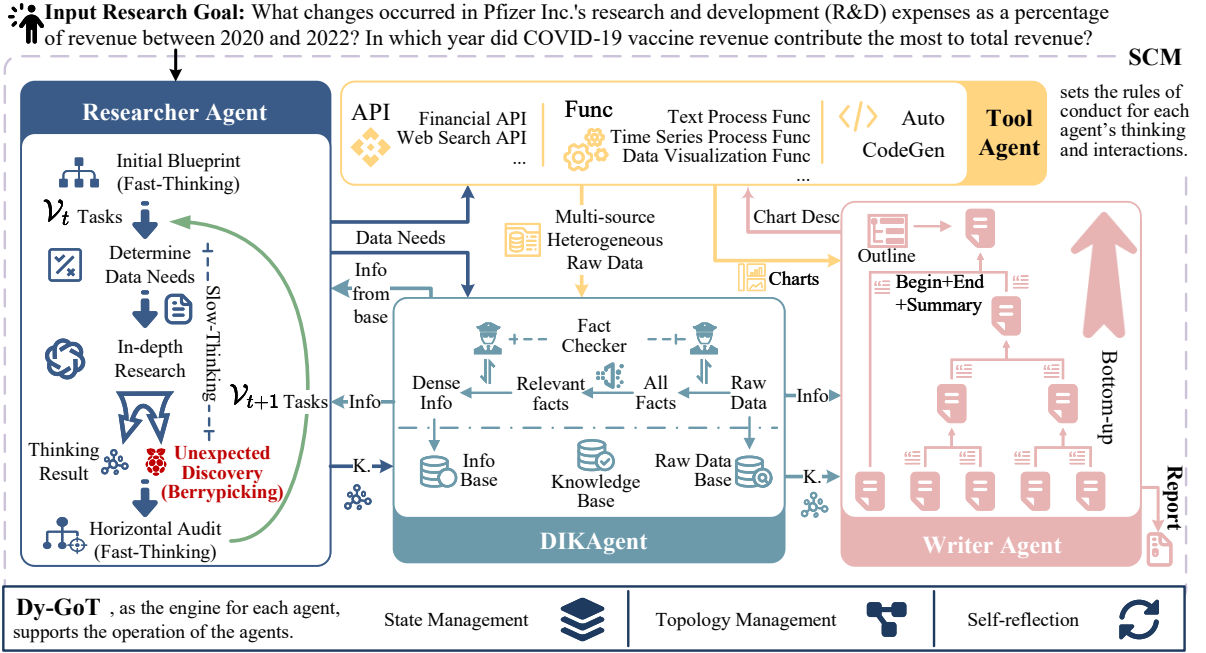 Input Research Goal: What changes occurred in Pfizer Inc.'s research and development (R&D) expenses as a percentage
of revenue between 2020 and 2022? In which year did COVID-19 vaccine revenue contribute the most to total revenue?
SCM
sets the rules of
conduct for each
agent's thinking
and interactions.
Researcher Agent
Initial Blueprint
(Fast-Thinking)
𝒱t Tasks
Determine
Data Needs
Slow-Thinking
In-depth
Research
𝒱t+1 Tasks
Thinking
Result
Unexpected
Discovery
(Berrypicking)
Horizontal Audit
(Fast-Thinking)
API
Financial API
Web Search API
...
Func
Text Process Func
Time Series Process Func
Data Visualization Func
...
</>
Auto
CodeGen
Tool
Agent
Data Needs
Multi-source
Heterogeneous
Raw Data
Chart Desc
Charts
Info
from
base
Info
K.
Fact
Checker
Dense
Info
Relevant
facts
All
Facts
Raw
Data
Info
Base
Knowledge
Base
Raw Data
Base
DIKAgent
Info
K.
Outline
Begin+End
+Summary
Bottom-up
Writer Agent
Report
Dy-GoT , as the engine for each agent,
supports the operation of the agents.
State Management
Topology Management
Self-reflection